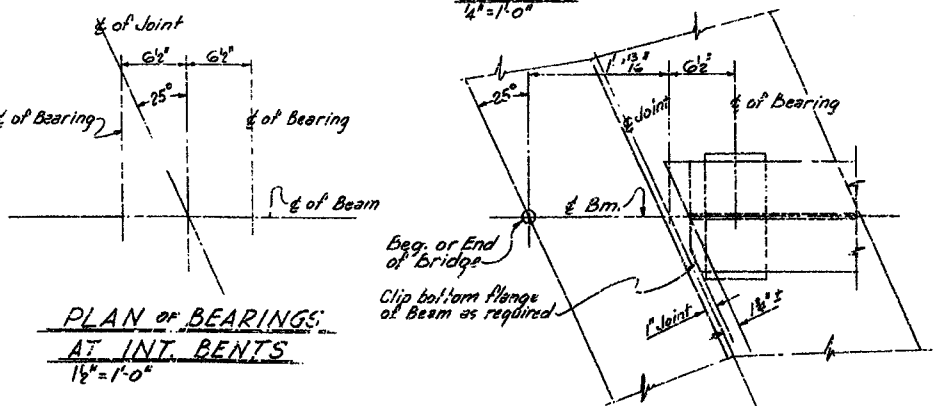 ¼"=1'-0"
℄ of Joint
6½" 6½"
25°
℄ of Bearing
℄ of Bearing
℄ of Beam
PLAN OF BEARINGS
AT INT. BENTS
1½"=1'-0"
25°
6½"
℄ Joint
℄ of Bearing
℄ Bm.
Beg. or End
of Bridge
Clip bottom flange
of Beam as required
1" Joint